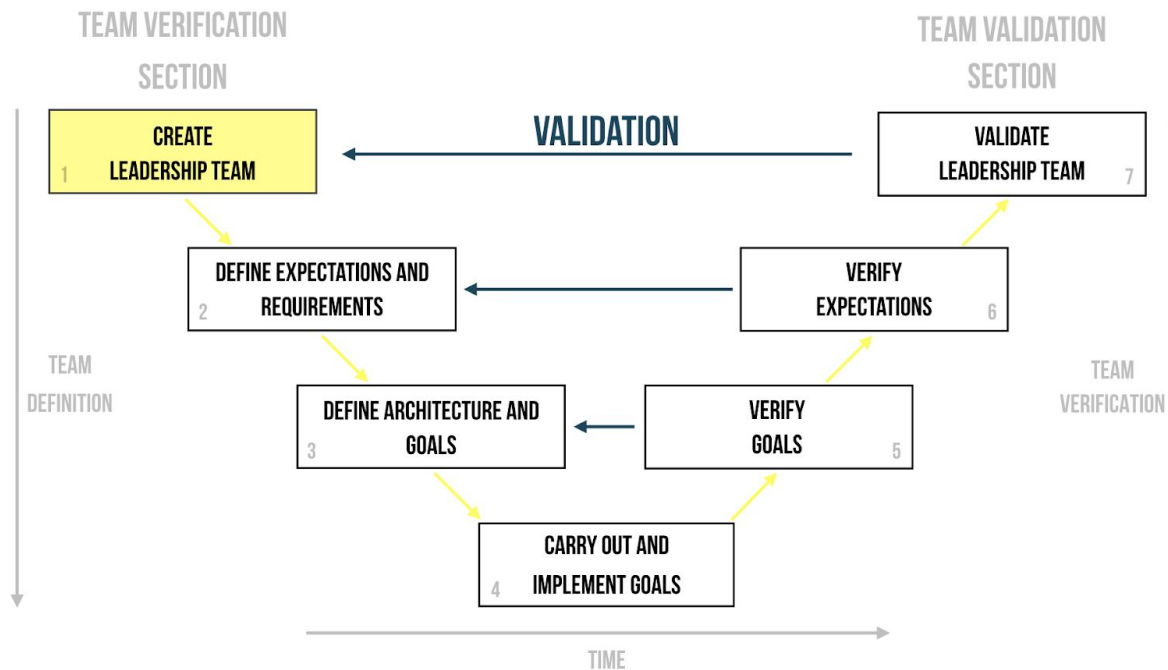 TEAM VERIFICATION
SECTION
TEAM VALIDATION
SECTION
CREATE
LEADERSHIP TEAM
1
VALIDATION
VALIDATE
LEADERSHIP TEAM
7
DEFINE EXPECTATIONS AND
REQUIREMENTS
2
VERIFY
EXPECTATIONS
6
TEAM
DEFINITION
DEFINE ARCHITECTURE AND
GOALS
3
VERIFY
GOALS
5
TEAM
VERIFICATION
CARRY OUT AND
IMPLEMENT GOALS
4
TIME